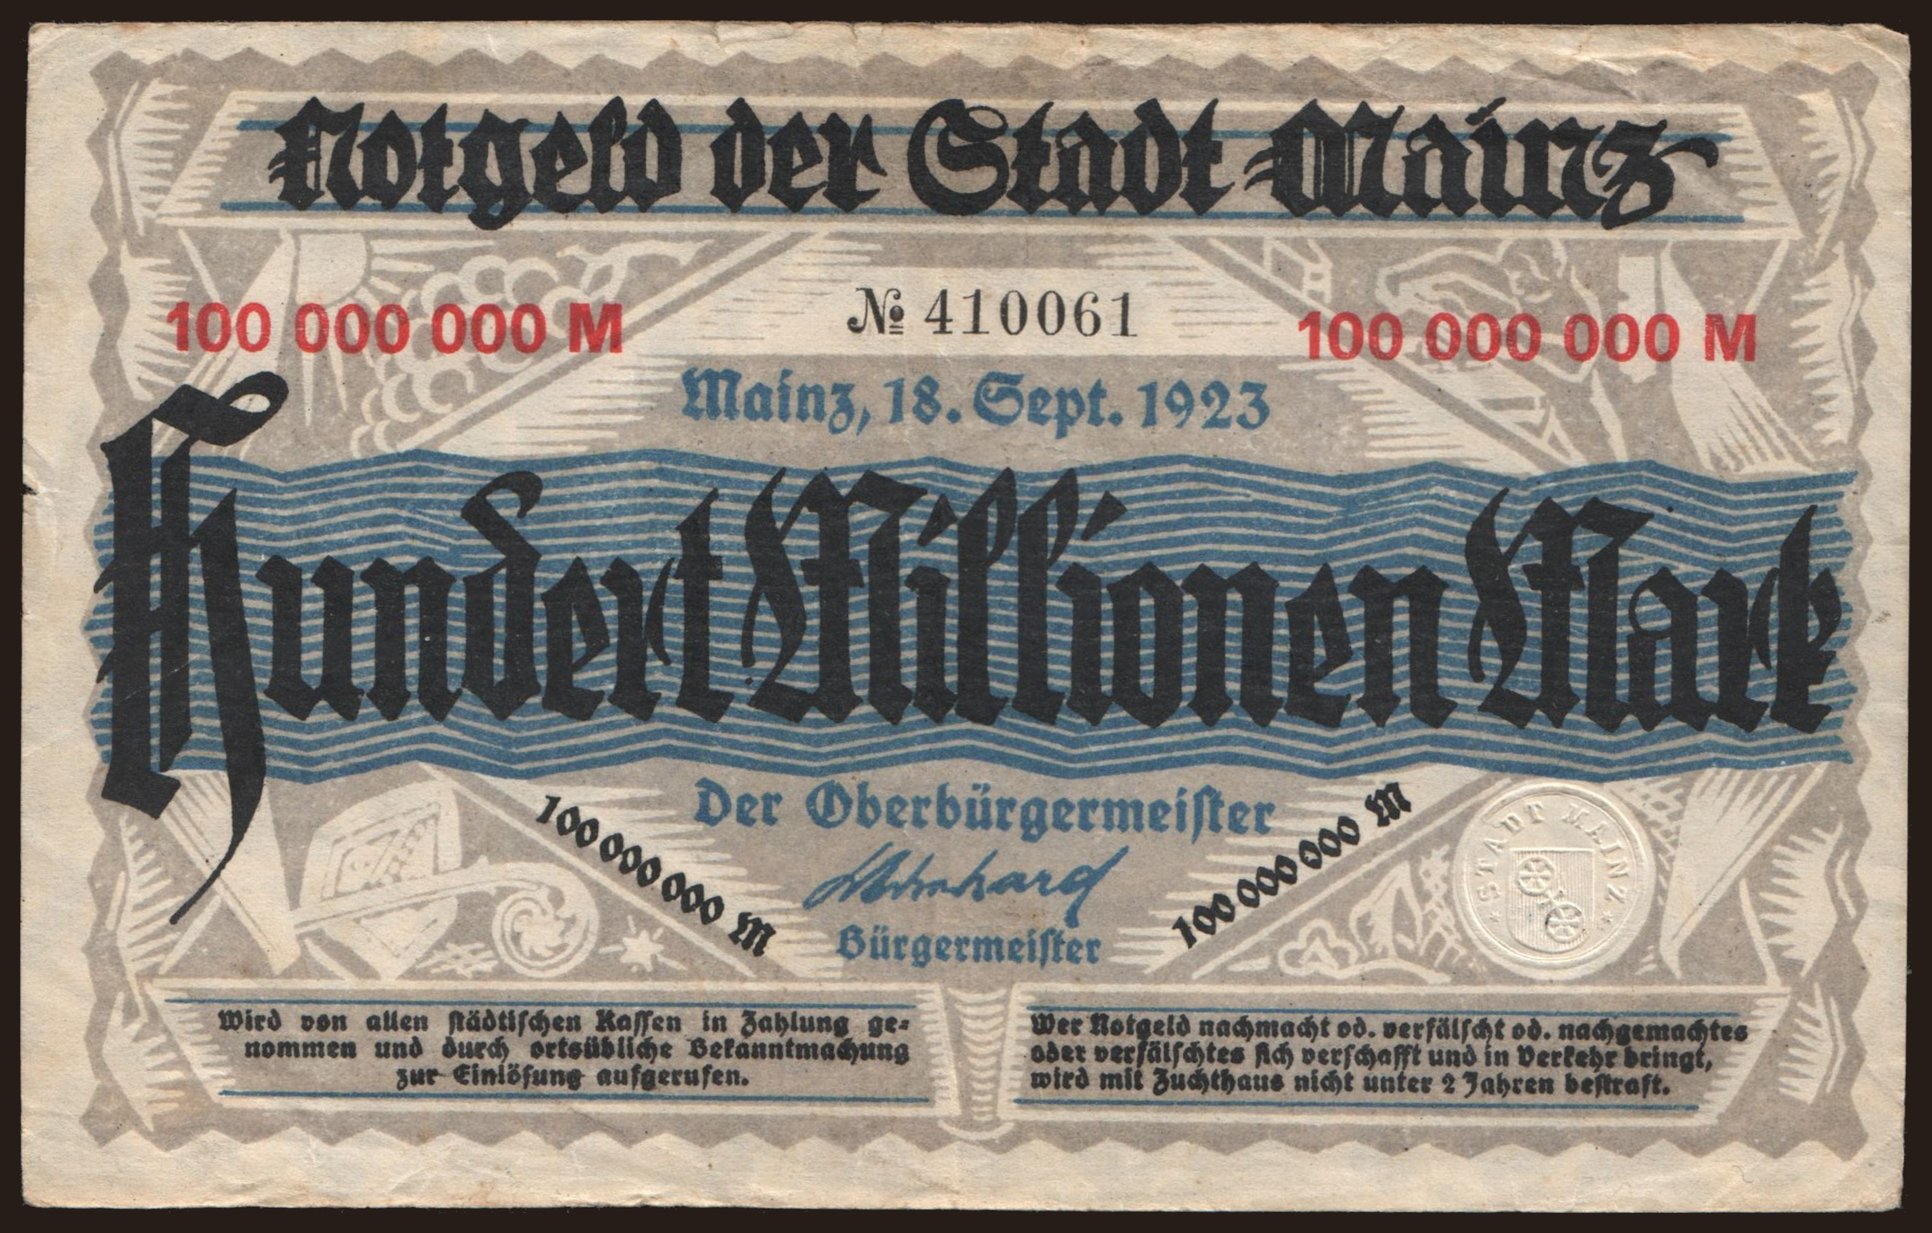 Notgeld der Stadt Mainz
100 000 000 M
№ 410061
100 000 000 M
Mainz, 18. Sept. 1923
Hundert Millionen Mark
Der Oberbürgermeiſter
100 000 000 M
100 000 000 M
STADT MAINZ
Bürgermeiſter
Wird von allen ſtädtiſchen Kaſſen in Zahlung ge-
nommen und durch ortsübliche Bekanntmachung
zur Einlöſung aufgerufen.
Wer Notgeld nachmacht od. verfälſcht od. nachgemachtes
oder verfälſchtes ſich verſchafft und in Verkehr bringt,
wird mit Zuchthaus nicht unter 2 Jahren beſtraft.